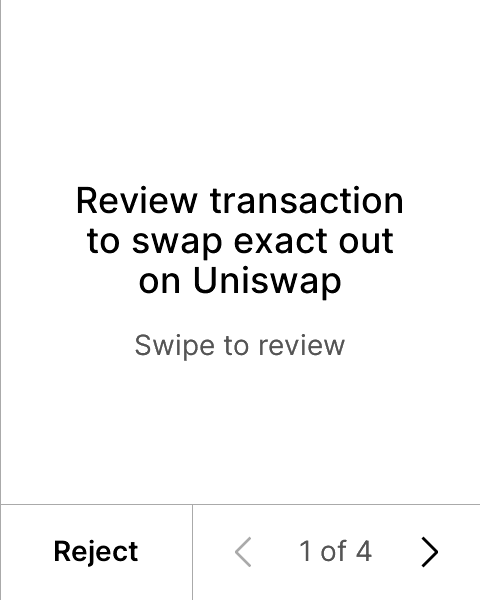 Review transaction
to swap exact out
on Uniswap
Swipe to review
Reject
1 of 4